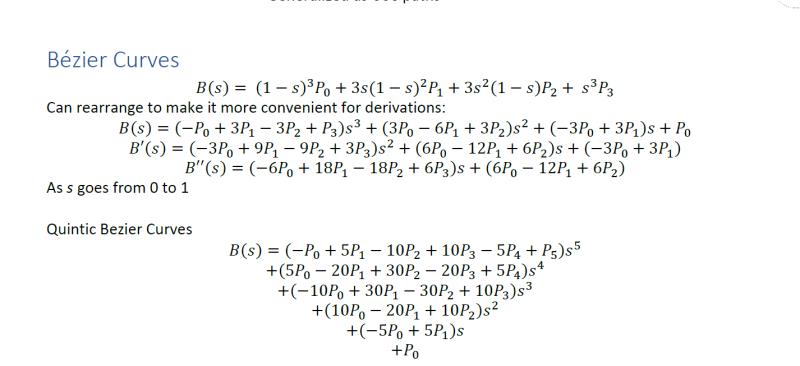 Bézier Curves
B(s) = (1 − s)³P₀ + 3s(1 − s)²P₁ + 3s²(1 − s)P₂ + s³P₃
Can rearrange to make it more convenient for derivations:
B(s) = (−P₀ + 3P₁ − 3P₂ + P₃)s³ + (3P₀ − 6P₁ + 3P₂)s² + (−3P₀ + 3P₁)s + P₀
B′(s) = (−3P₀ + 9P₁ − 9P₂ + 3P₃)s² + (6P₀ − 12P₁ + 6P₂)s + (−3P₀ + 3P₁)
B″(s) = (−6P₀ + 18P₁ − 18P₂ + 6P₃)s + (6P₀ − 12P₁ + 6P₂)
As s goes from 0 to 1
Quintic Bezier Curves
B(s) = (−P₀ + 5P₁ − 10P₂ + 10P₃ − 5P₄ + P₅)s⁵
+(5P₀ − 20P₁ + 30P₂ − 20P₃ + 5P₄)s⁴
+(−10P₀ + 30P₁ − 30P₂ + 10P₃)s³
+(10P₀ − 20P₁ + 10P₂)s²
+(−5P₀ + 5P₁)s
+P₀